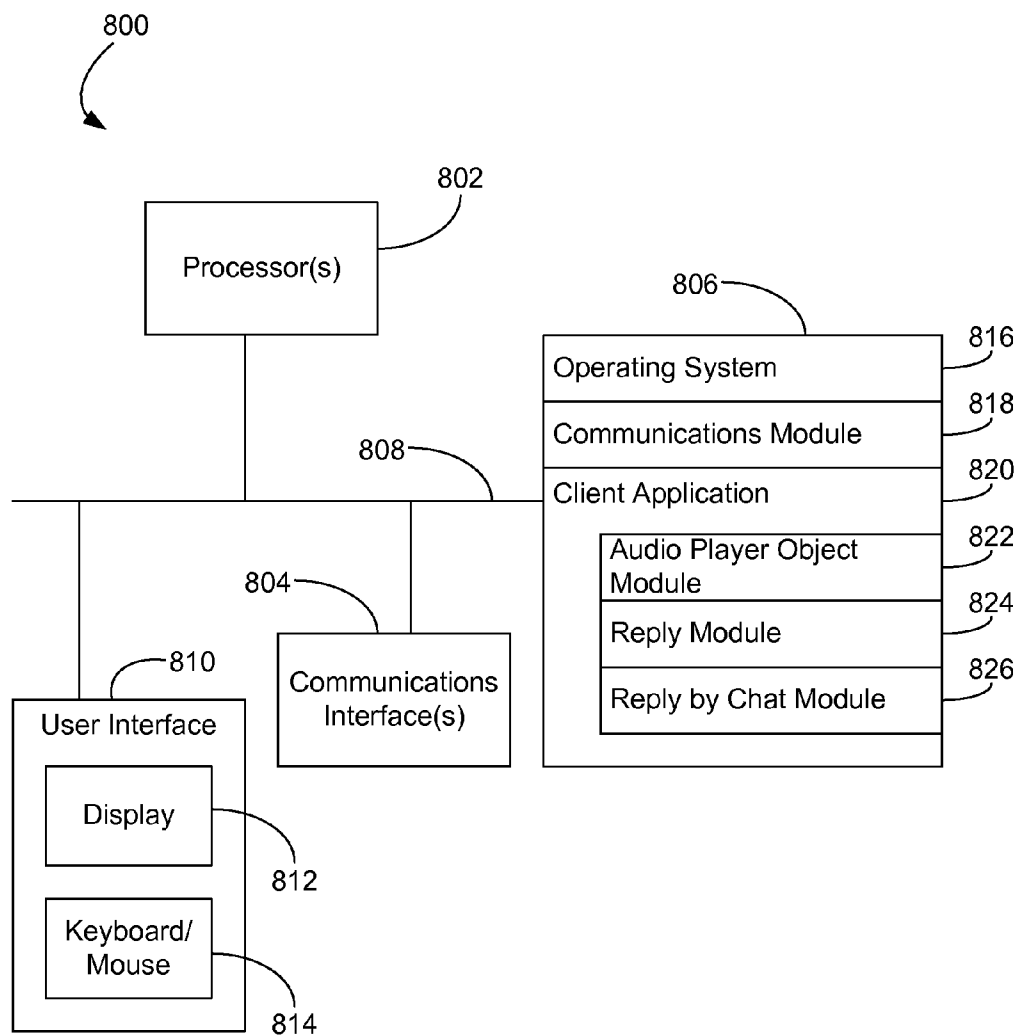 800
802
Processor(s)
806
816
Operating System
818
Communications Module
808
820
Client Application
822
Audio Player Object
Module
804
824
Reply Module
826
810
Communications
Interface(s)
Reply by Chat Module
User Interface
Display
812
Keyboard/
Mouse
814